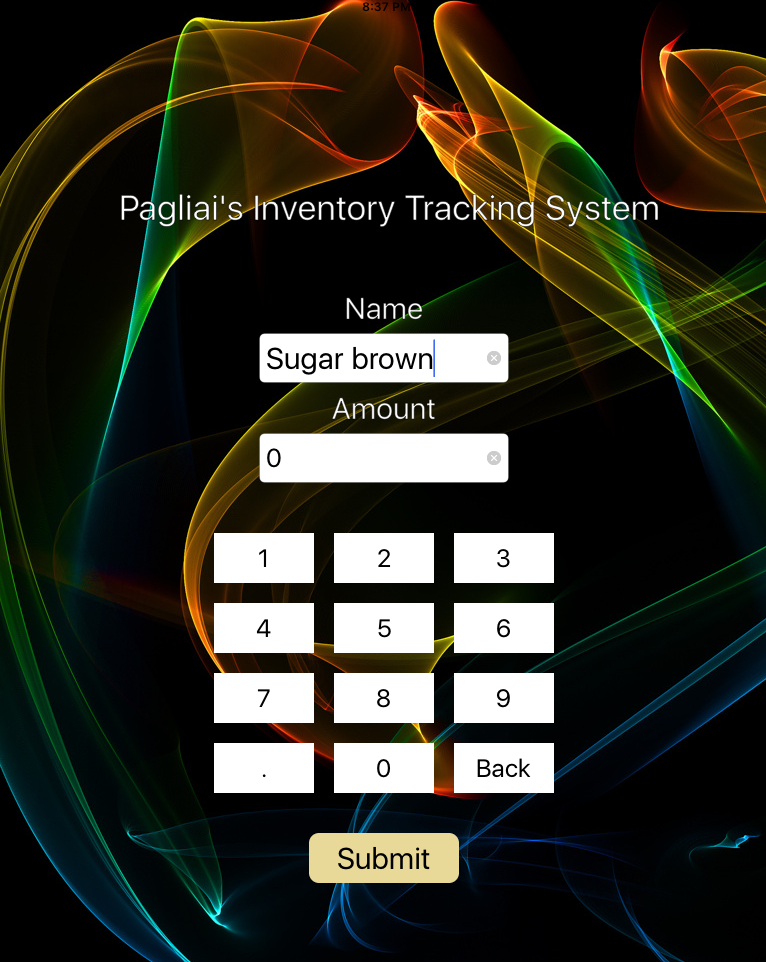 8:37 PM
Pagliai's Inventory Tracking System
Name
Sugar brown
Amount
0
1 2 3
4 5 6
7 8 9
. 0 Back
Submit